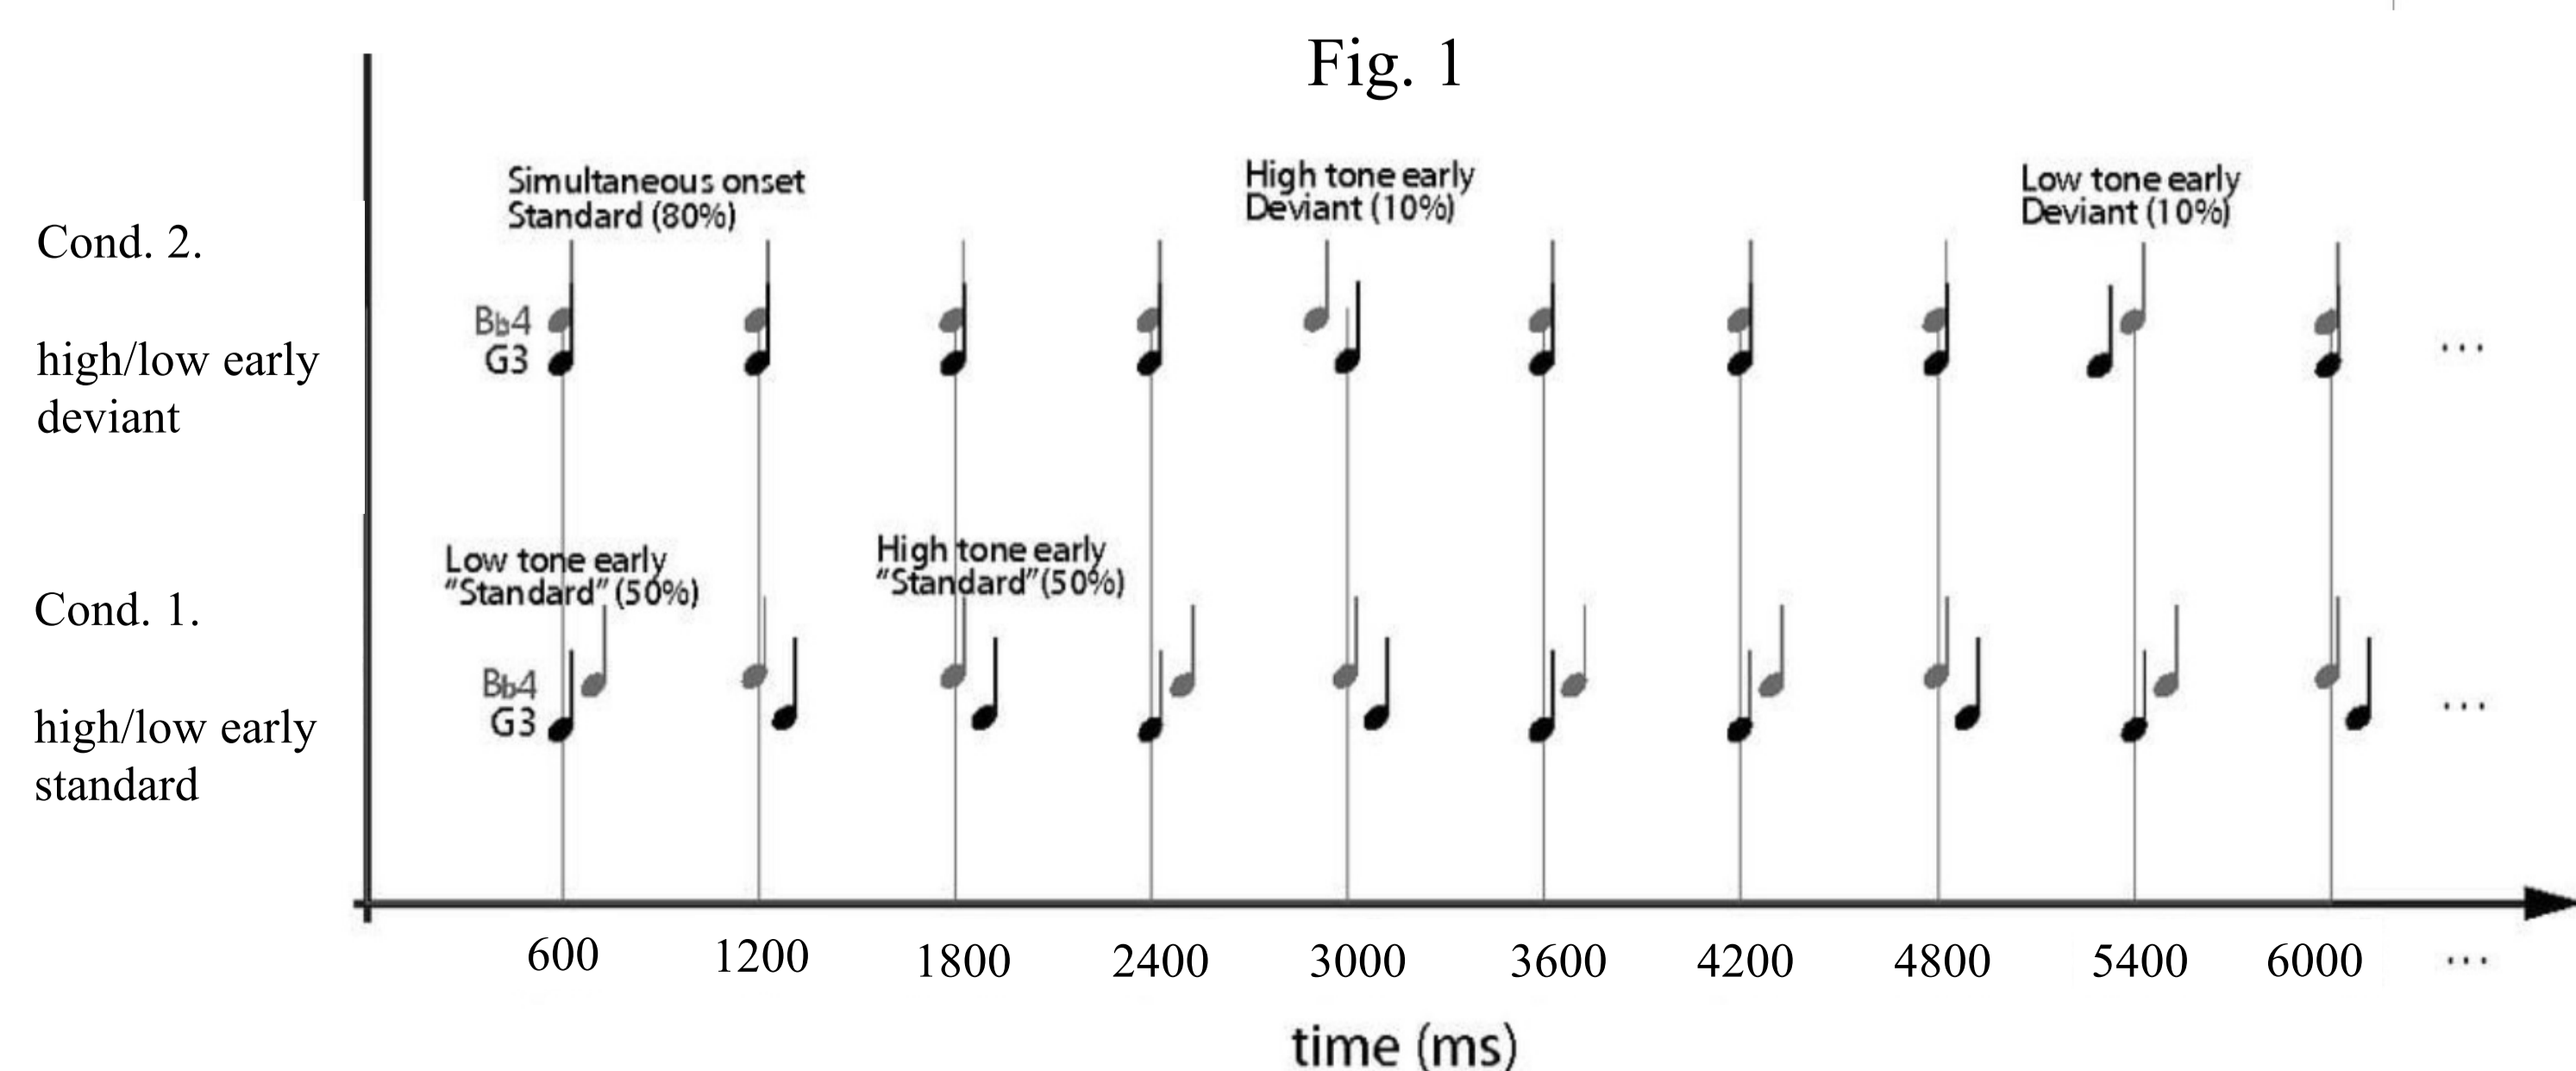 Fig. 1
Simultaneous onset
Standard (80%)
High tone early
Deviant (10%)
Low tone early
Deviant (10%)
Cond. 2.
high/low early
deviant
Bb4
G3
...
Low tone early
"Standard" (50%)
High tone early
"Standard"(50%)
Cond. 1.
high/low early
standard
Bb4
G3
...
600 1200 1800 2400 3000 3600 4200 4800 5400 6000 ...
time (ms)